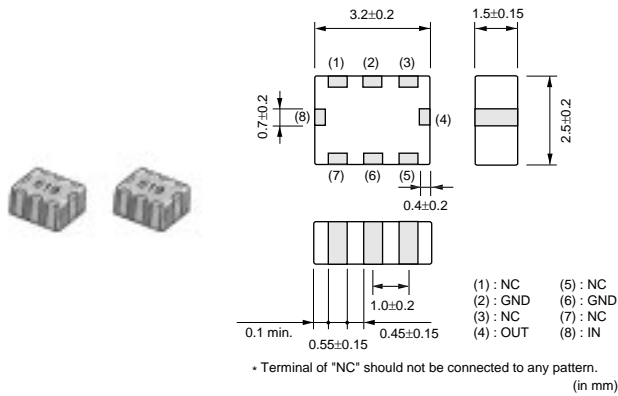 3.2±0.2
1.5±0.15
(1) (2) (3)
0.7±0.2
(8)
(4)
2.5±0.2
(7) (6) (5)
0.4±0.2
1.0±0.2
0.1 min.
0.45±0.15
0.55±0.15
(1) : NC (5) : NC
(2) : GND (6) : GND
(3) : NC (7) : NC
(4) : OUT (8) : IN
* Terminal of "NC" should not be connected to any pattern.
(in mm)